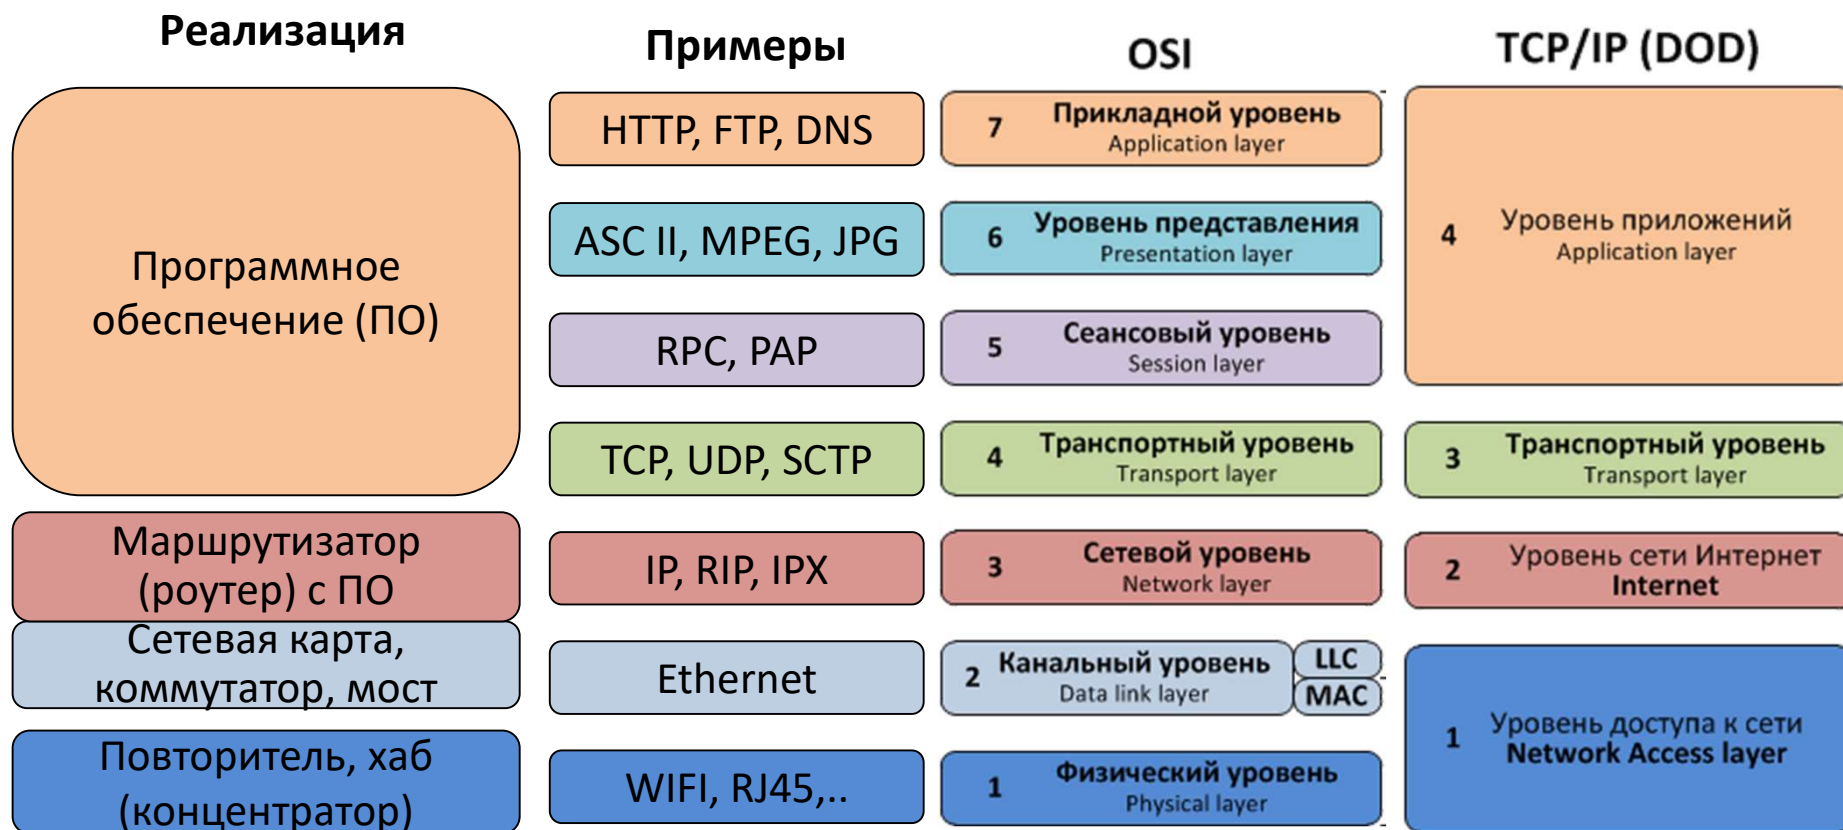 Реализация
Примеры
OSI
TCP/IP (DOD)
Программное
обеспечение (ПО)
Маршрутизатор
(роутер) с ПО
Сетевая карта,
коммутатор, мост
Повторитель, хаб
(концентратор)
HTTP, FTP, DNS
ASC II, MPEG, JPG
RPC, PAP
TCP, UDP, SCTP
IP, RIP, IPX
Ethernet
WIFI, RJ45,..
7 Прикладной уровень
Application layer
6 Уровень представления
Presentation layer
5 Сеансовый уровень
Session layer
4 Транспортный уровень
Transport layer
3 Сетевой уровень
Network layer
2 Канальный уровень
Data link layer
LLC
MAC
1 Физический уровень
Physical layer
4 Уровень приложений
Application layer
3 Транспортный уровень
Transport layer
2 Уровень сети Интернет
Internet
1 Уровень доступа к сети
Network Access layer